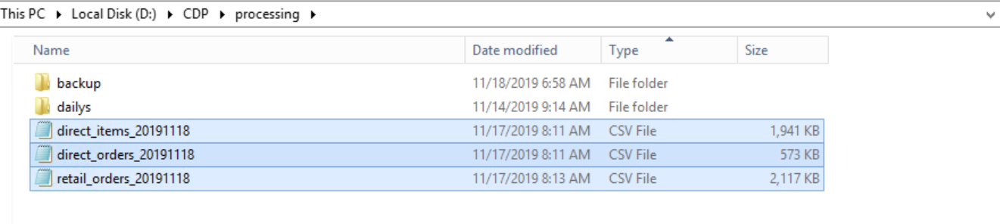 This PC Local Disk (D:) CDP processing
Name Date modified Type Size
backup 11/18/2019 6:58 AM File folder
dailys 11/14/2019 9:14 AM File folder
direct_items_20191118 11/17/2019 8:11 AM CSV File 1,941 KB
direct_orders_20191118 11/17/2019 8:11 AM CSV File 573 KB
retail_orders_20191118 11/17/2019 8:13 AM CSV File 2,117 KB